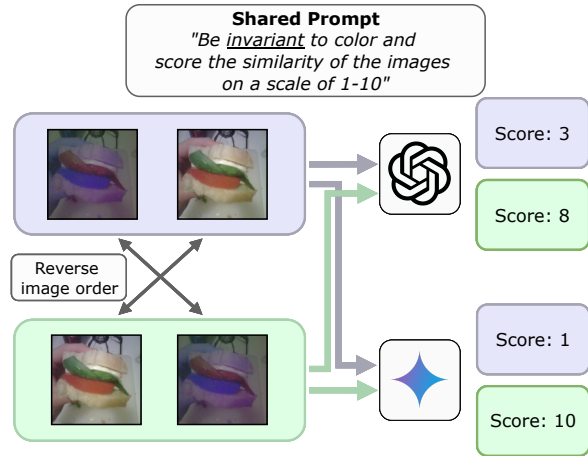 Shared Prompt
"Be invariant to color and
score the similarity of the images
on a scale of 1-10"
Score: 3
Score: 8
Reverse
image order
Score: 1
Score: 10